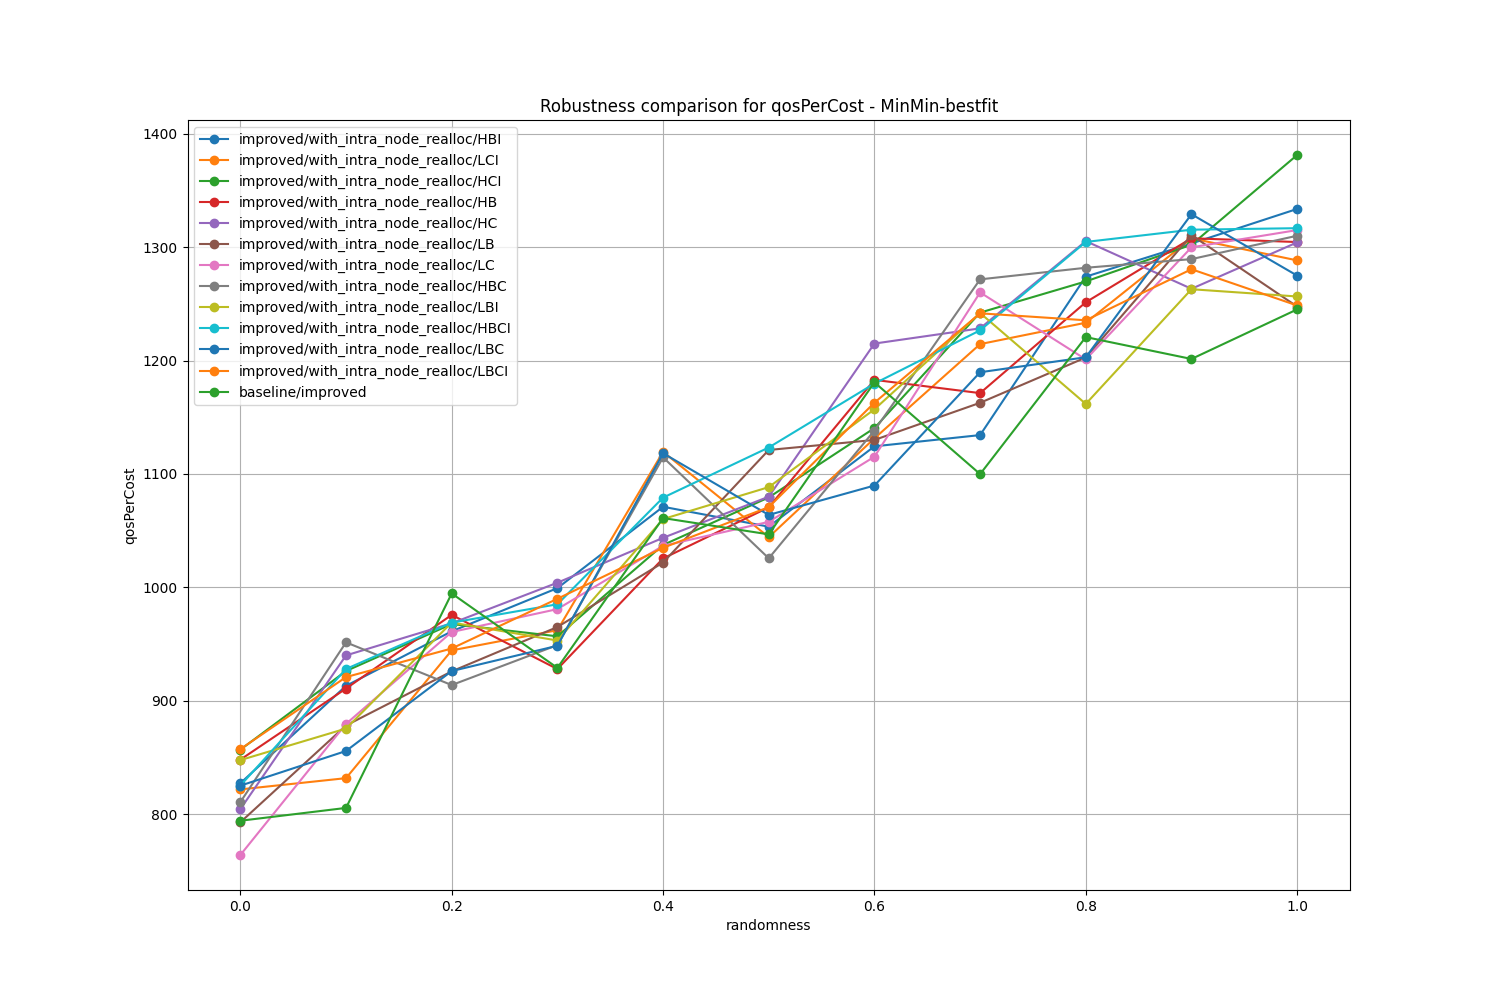 Robustness comparison for qosPerCost - MinMin-bestfit
1400
1300
1200
1100
1000
900
800
qosPerCost
improved/with_intra_node_realloc/HBI
improved/with_intra_node_realloc/LCI
improved/with_intra_node_realloc/HCI
improved/with_intra_node_realloc/HB
improved/with_intra_node_realloc/HC
improved/with_intra_node_realloc/LB
improved/with_intra_node_realloc/LC
improved/with_intra_node_realloc/HBC
improved/with_intra_node_realloc/LBI
improved/with_intra_node_realloc/HBCI
improved/with_intra_node_realloc/LBC
improved/with_intra_node_realloc/LBCI
baseline/improved
0.0 0.2 0.4 0.6 0.8 1.0
randomness